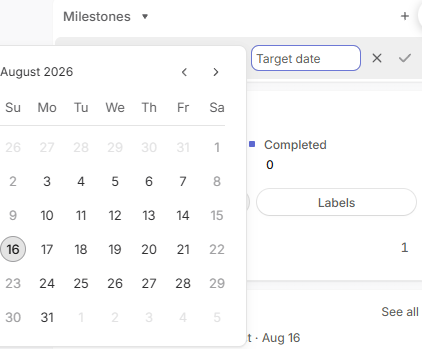 Milestones
Target date
August 2026
Su Mo Tu We Th Fr Sa
26 27 28 29 30 31 1
2 3 4 5 6 7 8
9 10 11 12 13 14 15
16 17 18 19 20 21 22
23 24 25 26 27 28 29
30 31 1 2 3 4 5
Completed
0
Labels
1
See all
t · Aug 16